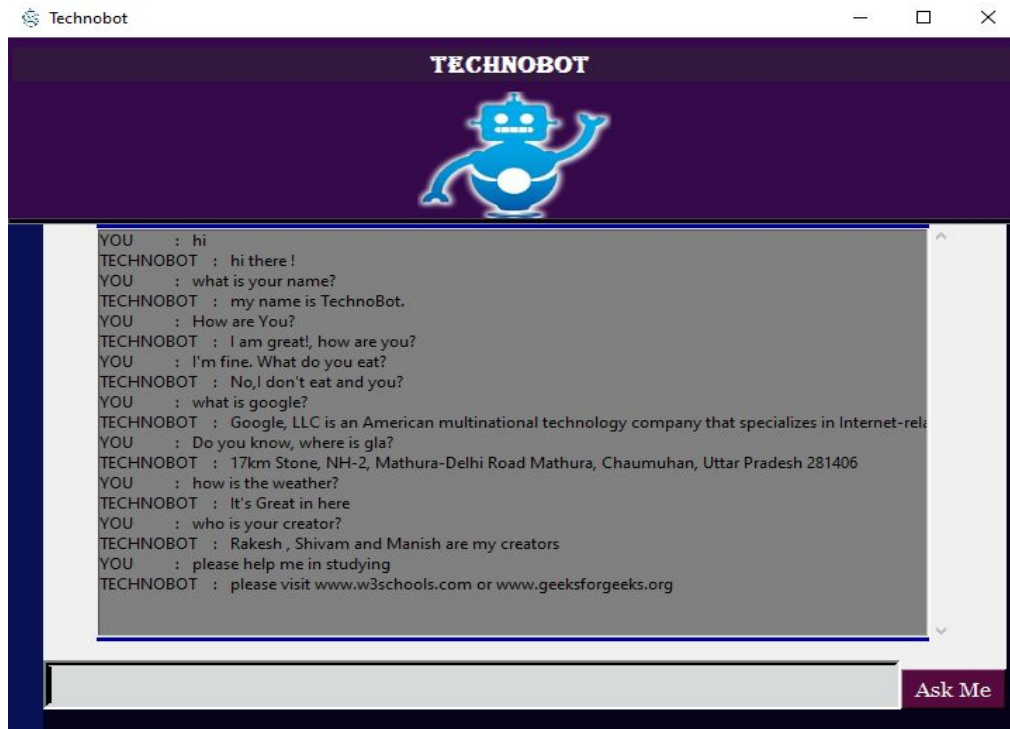 Technobot
TECHNOBOT
YOU : hi
TECHNOBOT : hi there !
YOU : what is your name?
TECHNOBOT : my name is TechnoBot.
YOU : How are You?
TECHNOBOT : I am great!, how are you?
YOU : I'm fine. What do you eat?
TECHNOBOT : No,I don't eat and you?
YOU : what is google?
TECHNOBOT : Google, LLC is an American multinational technology company that specializes in Internet-rela
YOU : Do you know, where is gla?
TECHNOBOT : 17km Stone, NH-2, Mathura-Delhi Road Mathura, Chaumuhan, Uttar Pradesh 281406
YOU : how is the weather?
TECHNOBOT : It's Great in here
YOU : who is your creator?
TECHNOBOT : Rakesh , Shivam and Manish are my creators
YOU : please help me in studying
TECHNOBOT : please visit www.w3schools.com or www.geeksforgeeks.org
Ask Me